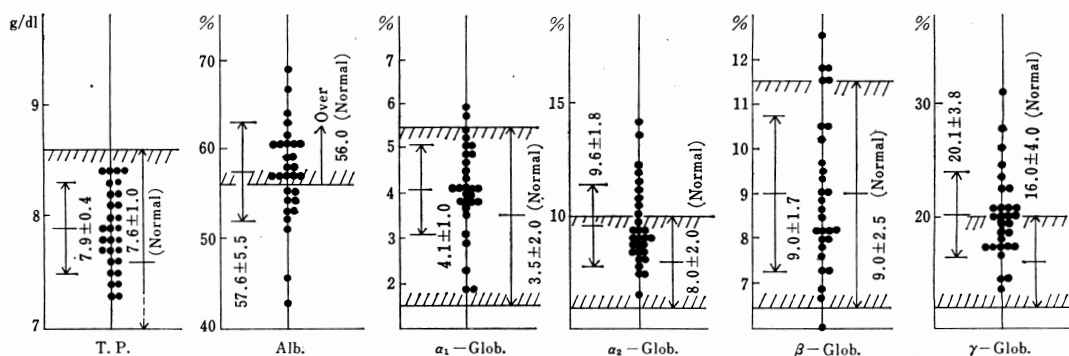 g/dl
9
8
7
7.9±0.4
7.6±1.0
(Normal)
T. P.
%
70
60
50
40
57.6±5.5
Over
56.0 (Normal)
Alb.
%
6
5
4
3
2
4.1±1.0
3.5±2.0 (Normal)
α₁-Glob.
%
15
10
9.6±1.8
8.0±2.0 (Normal)
α₂-Glob.
%
12
11
10
9
8
7
9.0±1.7
9.0±2.5 (Normal)
β-Glob.
%
30
20
20.1±3.8
16.0±4.0 (Normal)
γ-Glob.